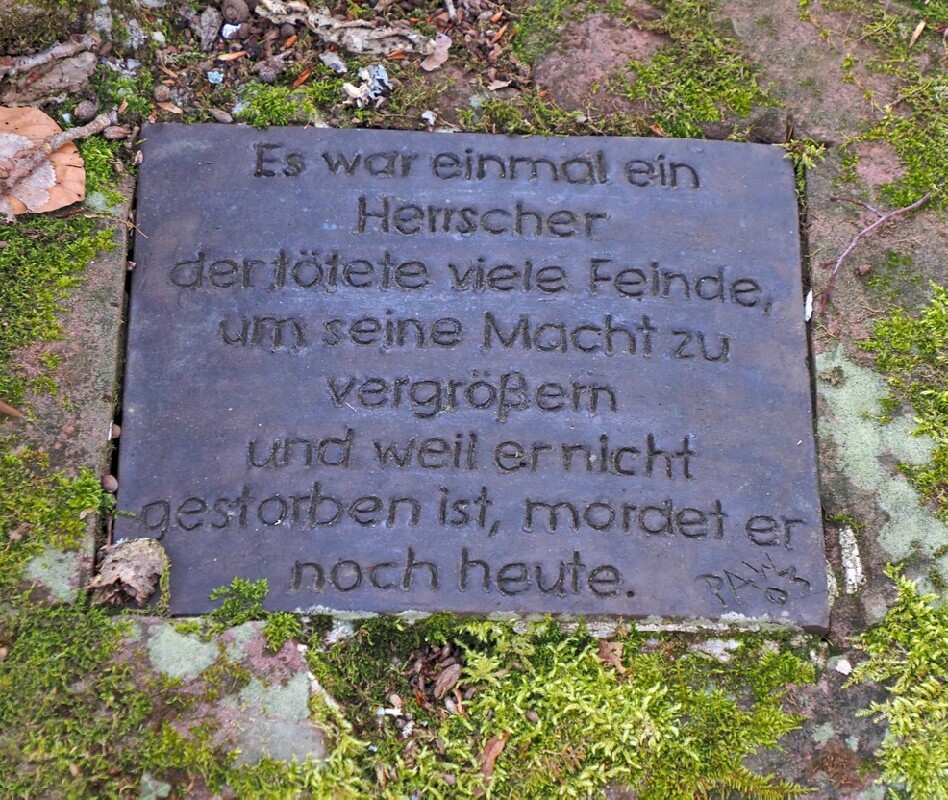 Es war einmal ein
Herrscher
der tötete viele Feinde,
um seine Macht zu
vergrößern
und weil er nicht
gestorben ist, mordet er
noch heute.